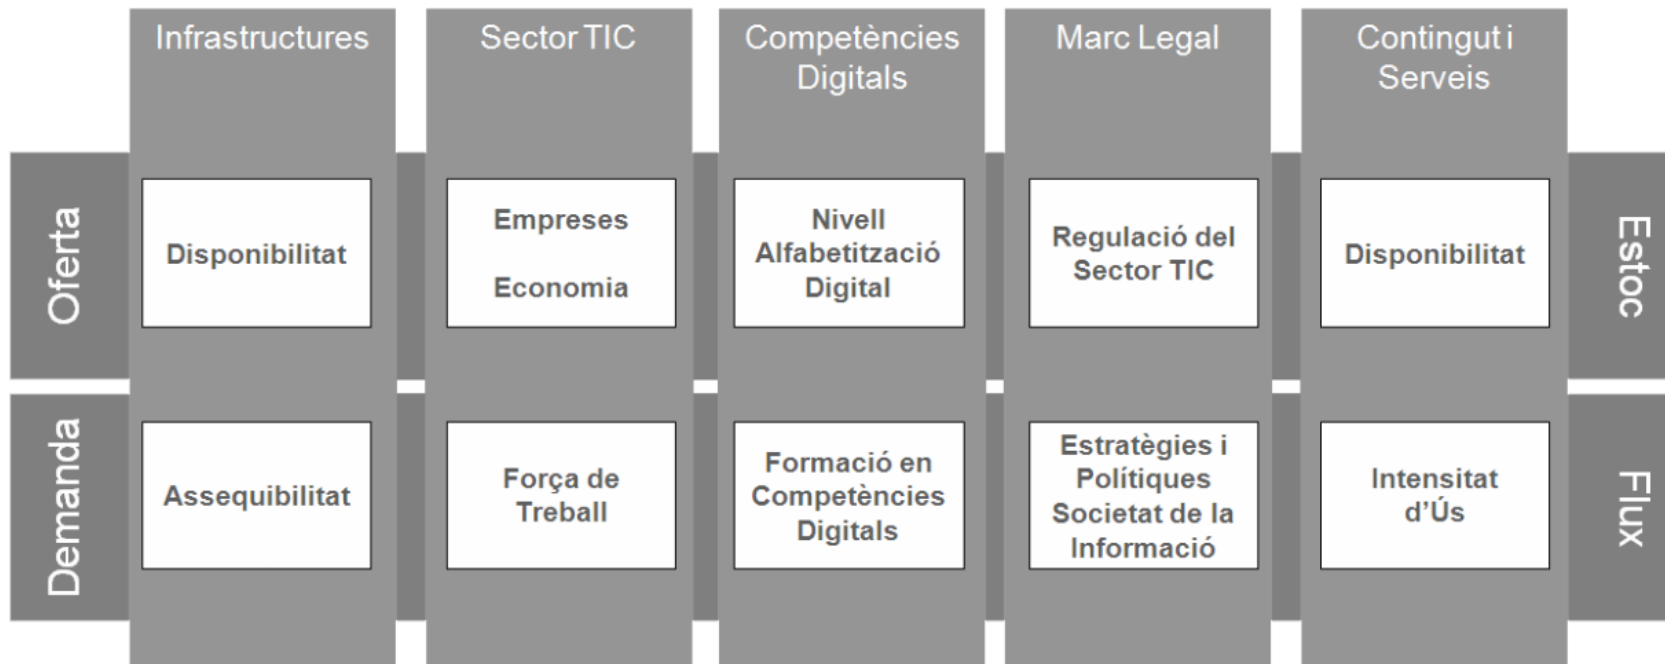 Infrastructures
Sector TIC
Competències
Digitals
Marc Legal
Contingut i
Serveis
Oferta
Disponibilitat
Empreses
Economia
Nivell
Alfabetització
Digital
Regulació del
Sector TIC
Disponibilitat
Estoc
Demanda
Assequibilitat
Força de
Treball
Formació en
Competències
Digitals
Estratègies i
Polítiques
Societat de la
Informació
Intensitat
d’Ús
Flux